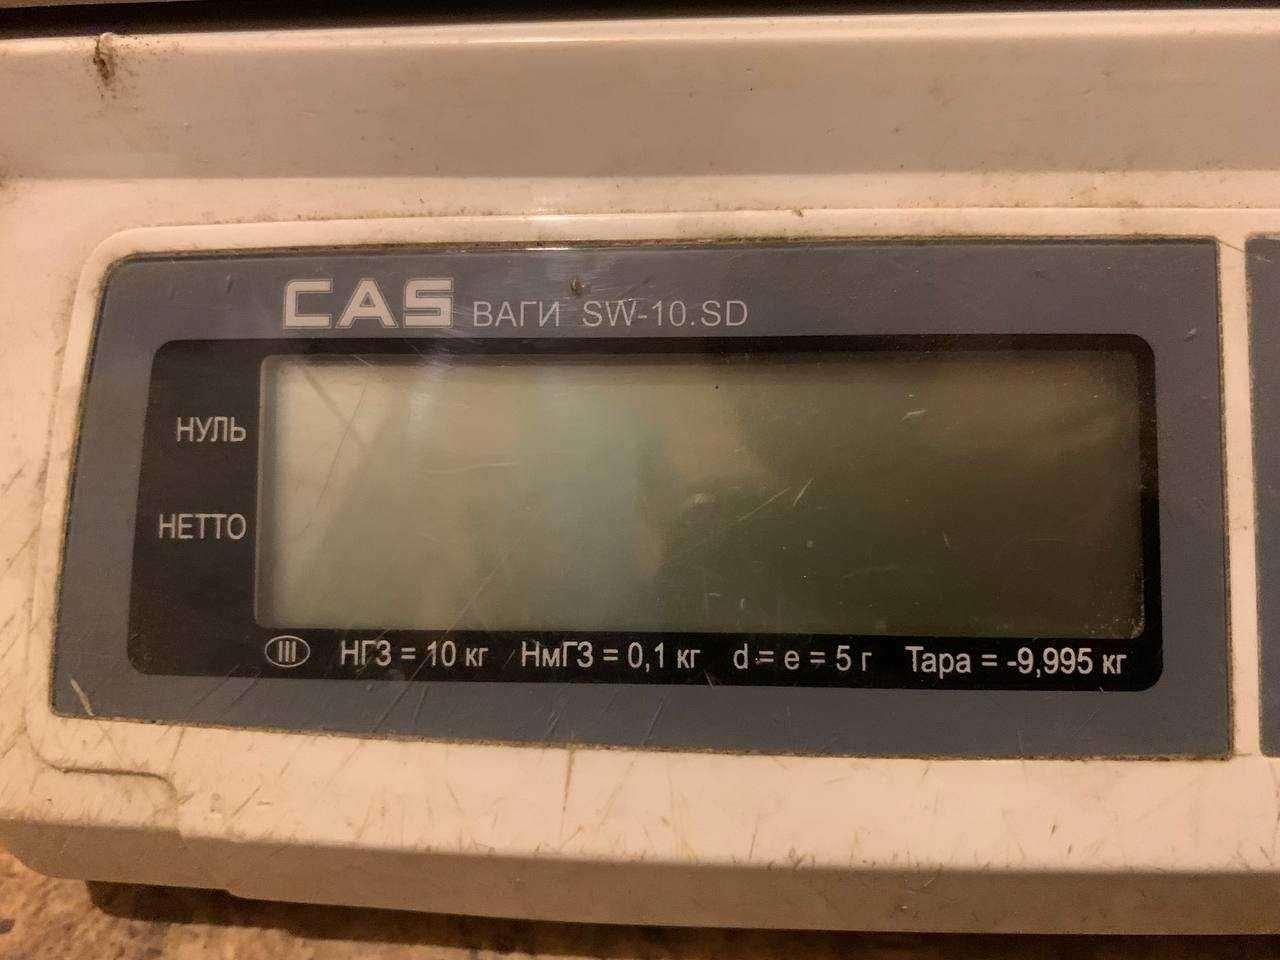 CAS ВАГИ SW-10.SD
НУЛЬ
НЕТТО
III НГЗ = 10 кг НмГЗ = 0,1 кг d = e = 5 г Тара = -9,995 кг